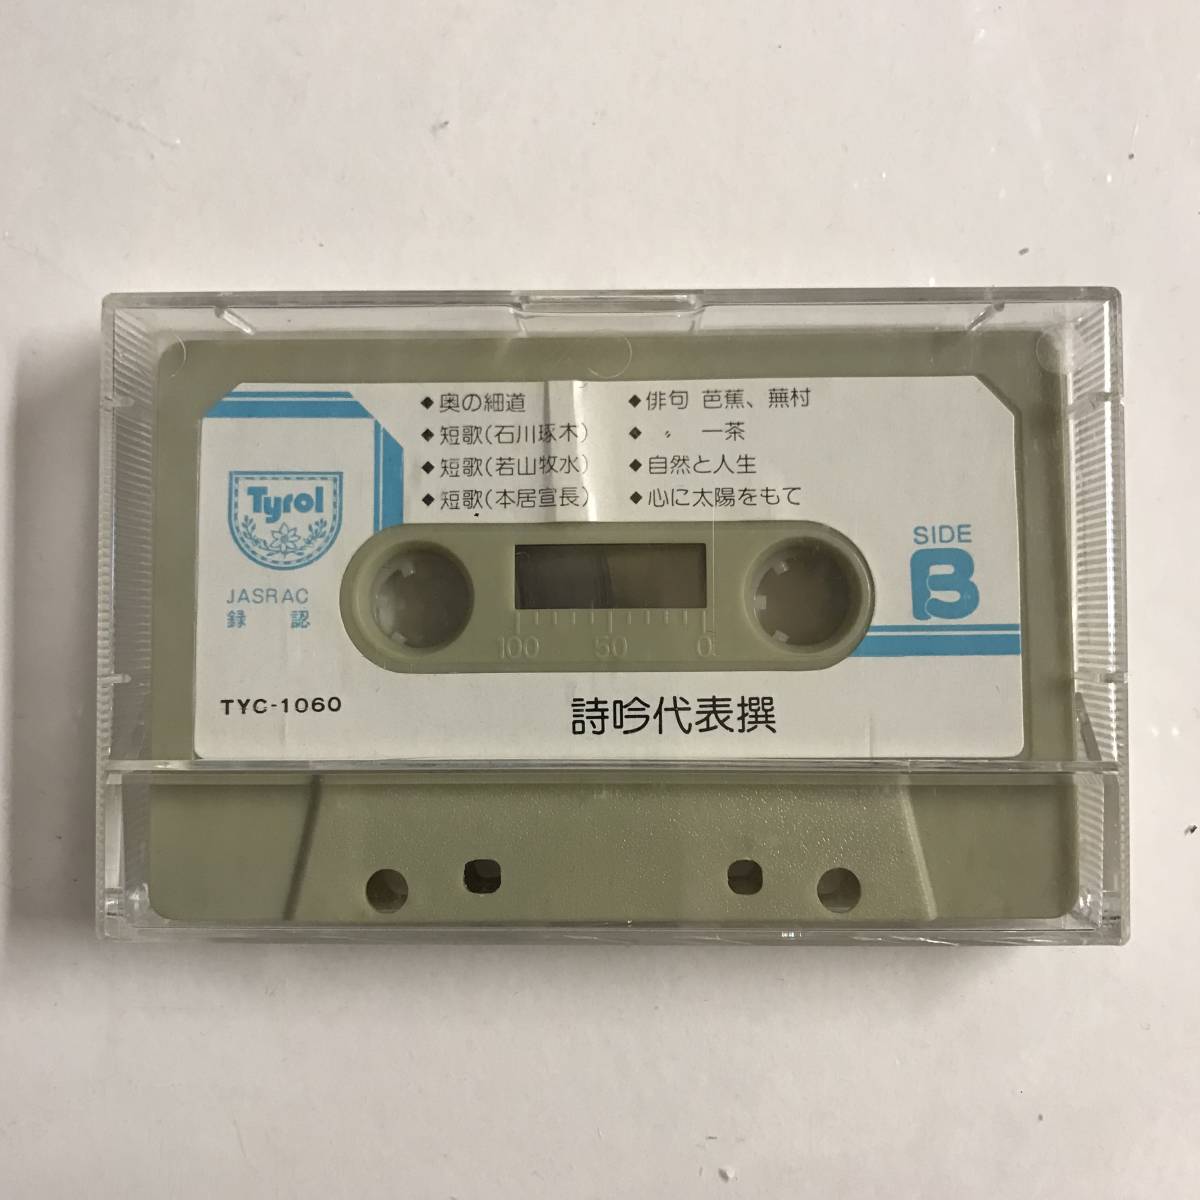 ◆奥の細道
◆短歌(石川琢木)
◆短歌(若山牧水)
◆短歌(本居宣長)
◆俳句 芭蕉、蕪村
◆ 〃 一茶
◆自然と人生
◆心に太陽をもて
Tyrol
JASRAC
録 認
SIDE
B
100 50 0
TYC-1060
詩吟代表撰